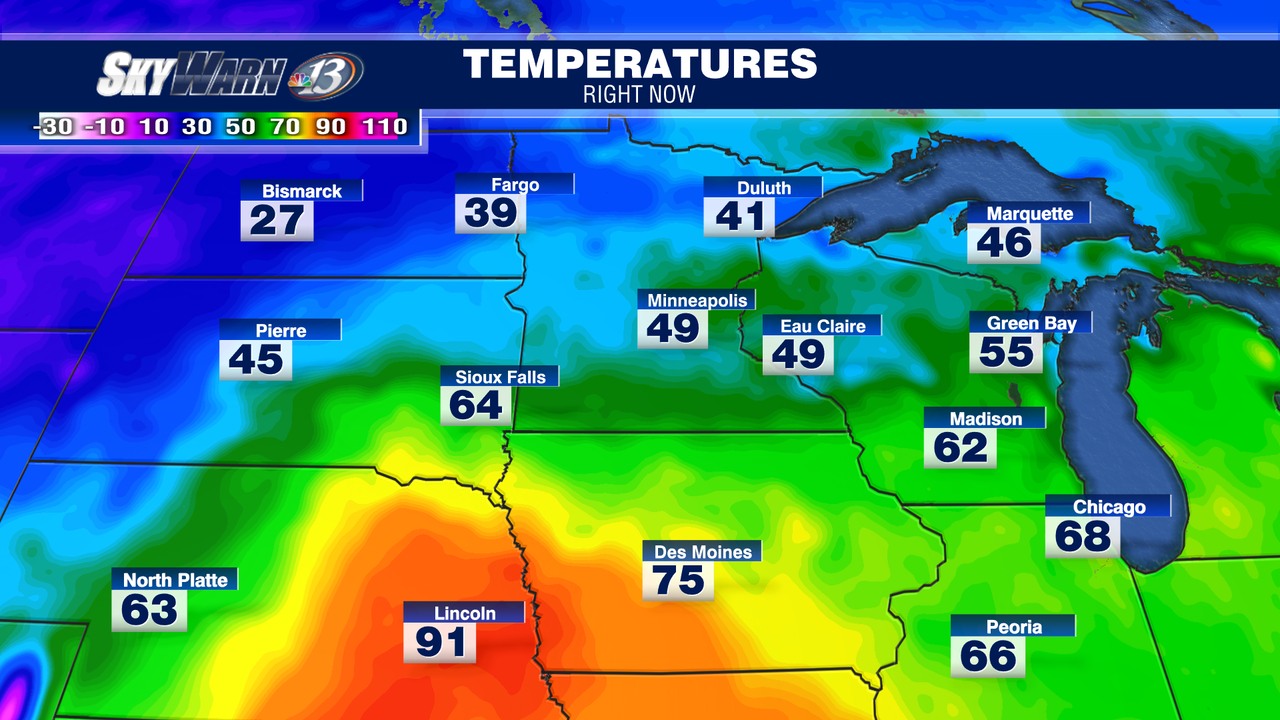 TEMPERATURES
RIGHT NOW
SKYWARN 13
-30 -10 10 30 50 70 90 110
Bismarck
27
Fargo
39
Duluth
41
Marquette
46
Minneapolis
49
Eau Claire
49
Green Bay
55
Pierre
45
Sioux Falls
64
Madison
62
Chicago
68
Des Moines
75
North Platte
63
Lincoln
91
Peoria
66